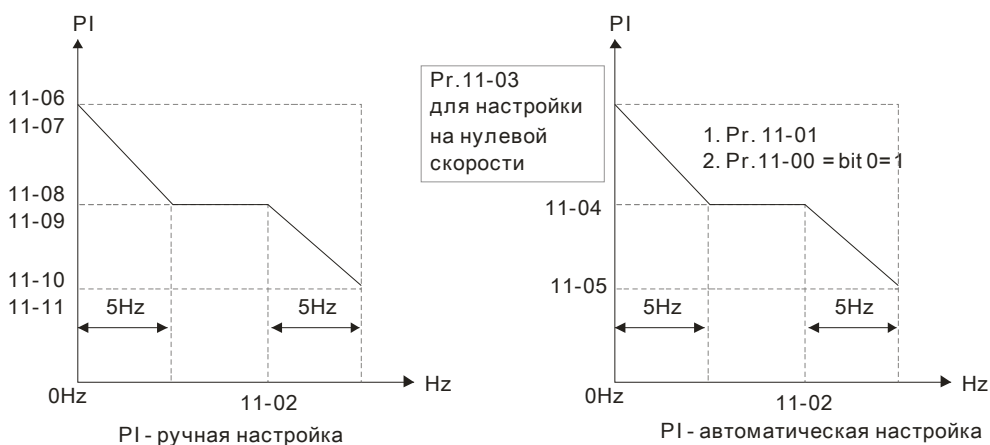 PI
11-06
11-07
11-08
11-09
11-10
11-11
5Hz
5Hz
0Hz
11-02
Hz
PI - ручная настройка
Pr.11-03
для настройки
на нулевой
скорости
PI
1. Pr. 11-01
2. Pr.11-00 = bit 0=1
11-04
11-05
5Hz
5Hz
0Hz
11-02
Hz
PI - автоматическая настройка